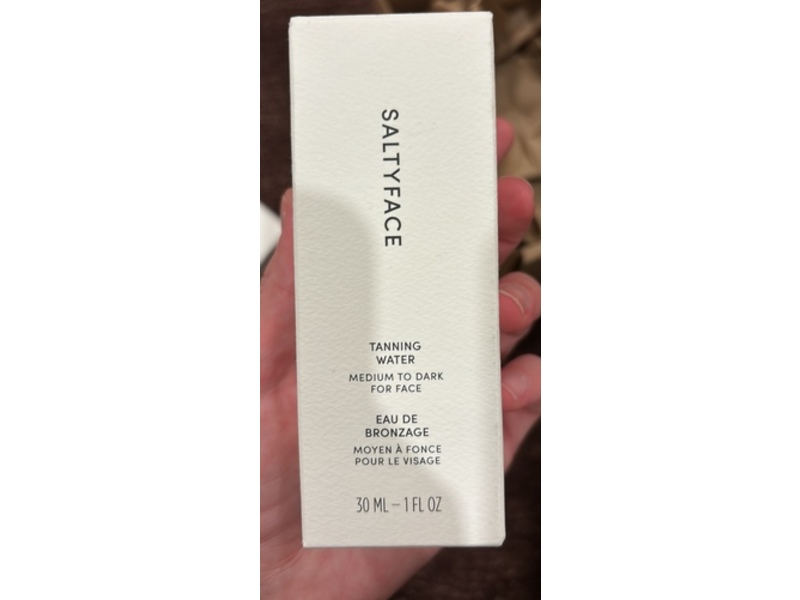 SALTYFACE
TANNING
WATER
MEDIUM TO DARK
FOR FACE
EAU DE
BRONZAGE
MOYEN À FONCE
POUR LE VISAGE
30 ML – 1 FL OZ